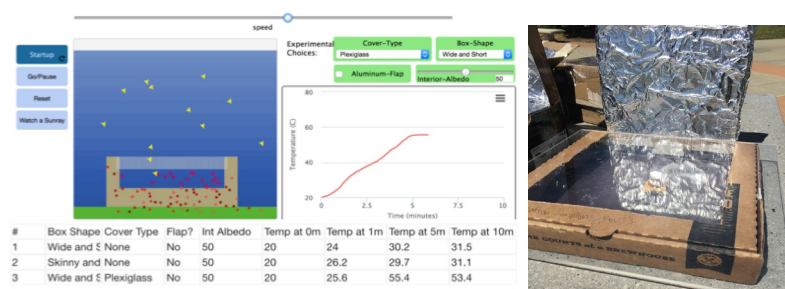 speed
Startup
Go/Pause
Reset
Watch a Sunray
Experimental
Choices:
Cover-Type
Plexiglass
Box-Shape
Wide and Short
Aluminum-Flap
Interior-Albedo 50
80
60
40
20
Temperature (C)
0 2.5 5 7.5 10
Time (minutes)
# Box Shape Cover Type Flap? Int Albedo Temp at 0m Temp at 1m Temp at 5m Temp at 10m
1 Wide and S None No 50 20 24 30.2 31.5
2 Skinny and None No 50 20 26.2 29.7 31.1
3 Wide and S Plexiglass No 50 20 25.6 55.4 53.4
COUNTS at a BREWHOUSE